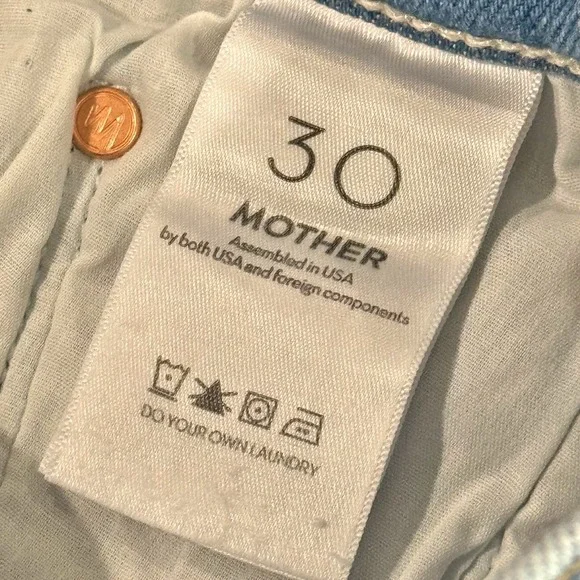 30
MOTHER
Assembled in USA
by both USA and foreign components
DO YOUR OWN LAUNDRY